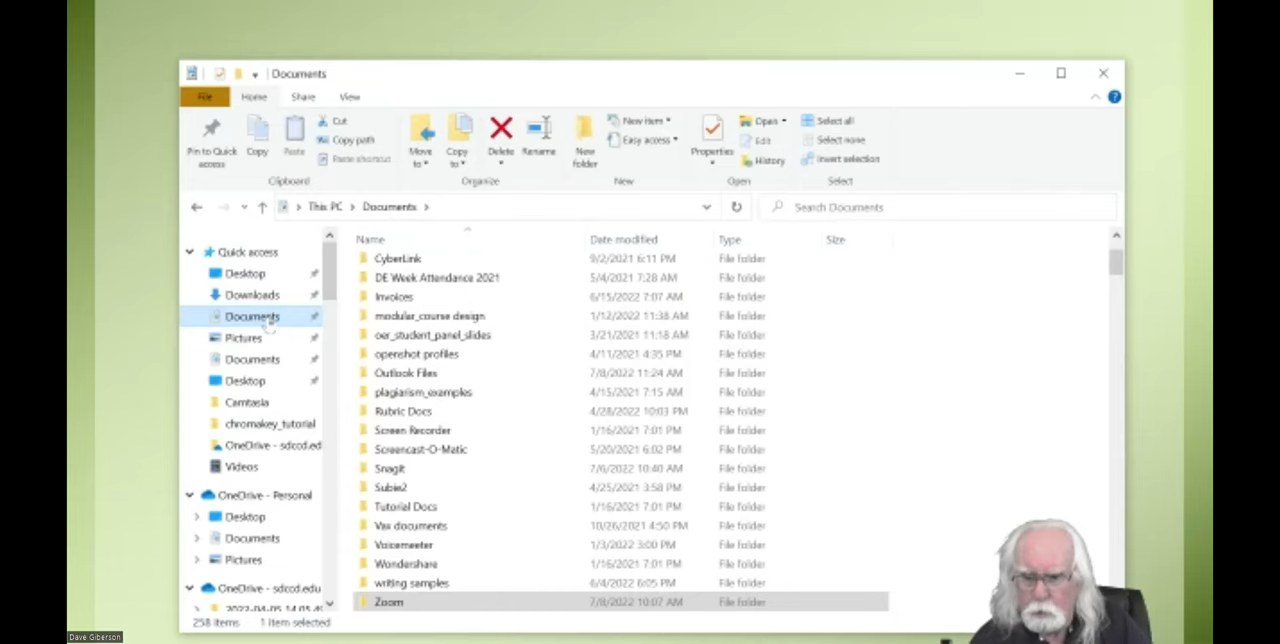 Documents
File Home Share View
Pin to Quick access
Copy
Paste
Cut
Copy path
Paste shortcut
Move to
Copy to
Delete
Rename
New folder
New item
Easy access
Properties
Open
Edit
History
Select all
Select none
Invert selection
Clipboard Organize New Open Select
This PC > Documents >
Search Documents
Name Date modified Type Size
Quick access
Desktop
Downloads
Documents
Pictures
Documents
Desktop
Camtasia
chromakey_tutorial
OneDrive - sdccd.ed
Videos
OneDrive - Personal
Desktop
Documents
Pictures
OneDrive - sdccd.edu
CyberLink 9/2/2021 6:11 PM File folder
DE Week Attendance 2021 5/4/2021 7:28 AM File folder
Invoices 6/15/2022 7:07 AM File folder
modular_course design 1/12/2022 11:38 AM File folder
oer_student_panel_slides 3/21/2021 11:18 AM File folder
openshot profiles 4/11/2021 4:35 PM File folder
Outlook Files 7/8/2022 11:24 AM File folder
plagiarism_examples 4/15/2021 7:15 AM File folder
Rubric Docs 4/28/2022 10:03 PM File folder
Screen Recorder 1/16/2021 7:01 PM File folder
Screencast-O-Matic 5/20/2021 6:02 PM File folder
Snagit 7/6/2022 10:40 AM File folder
Subie2 4/25/2021 3:58 PM File folder
Tutorial Docs 1/16/2021 7:01 PM File folder
Vax documents 10/26/2021 4:50 PM File folder
Voicemeeter 1/3/2022 3:00 PM File folder
Wondershare 1/16/2021 7:01 PM File folder
writing samples 6/4/2022 6:05 PM File folder
Zoom 7/8/2022 10:07 AM File folder
258 items 1 item selected
Dave Giberson